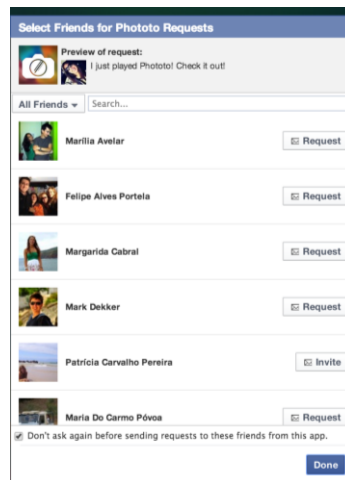 Select Friends for Phototo Requests
Preview of request:
I just played Phototo! Check it out!
All Friends
Search...
Marília Avelar
Request
Felipe Alves Portela
Request
Margarida Cabral
Request
Mark Dekker
Request
Patrícia Carvalho Pereira
Invite
Maria Do Carmo Póvoa
Request
Don't ask again before sending requests to these friends from this app.
Done